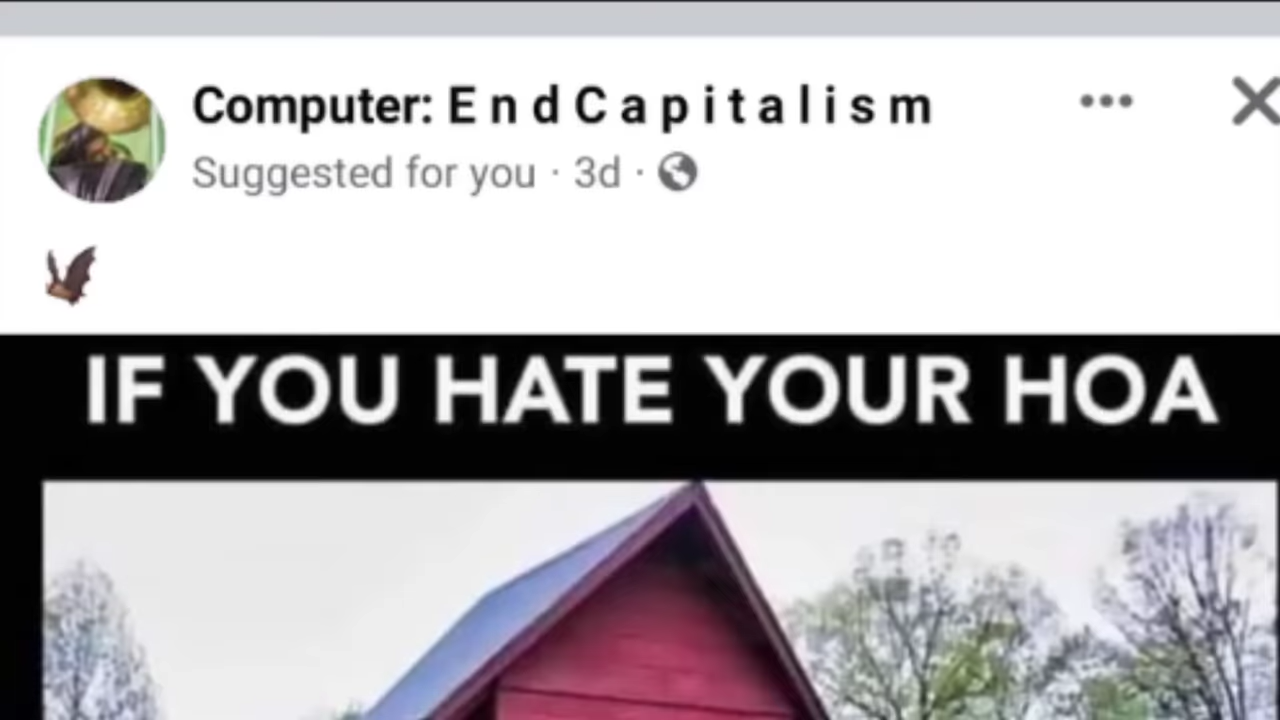 Computer: E n d C a p i t a l i s m
Suggested for you · 3d ·
IF YOU HATE YOUR HOA